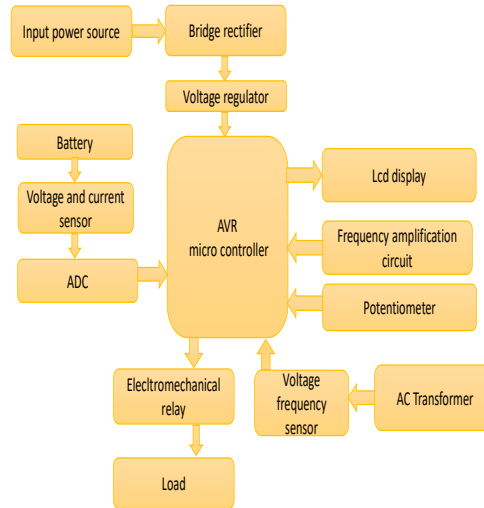 Input power source
Bridge rectifier
Voltage regulator
Battery
Voltage and current
sensor
ADC
AVR
micro controller
Lcd display
Frequency amplification
circuit
Potentiometer
Elecltromechanical
relay
Load
Voltage
frequency
sensor
AC Transformer